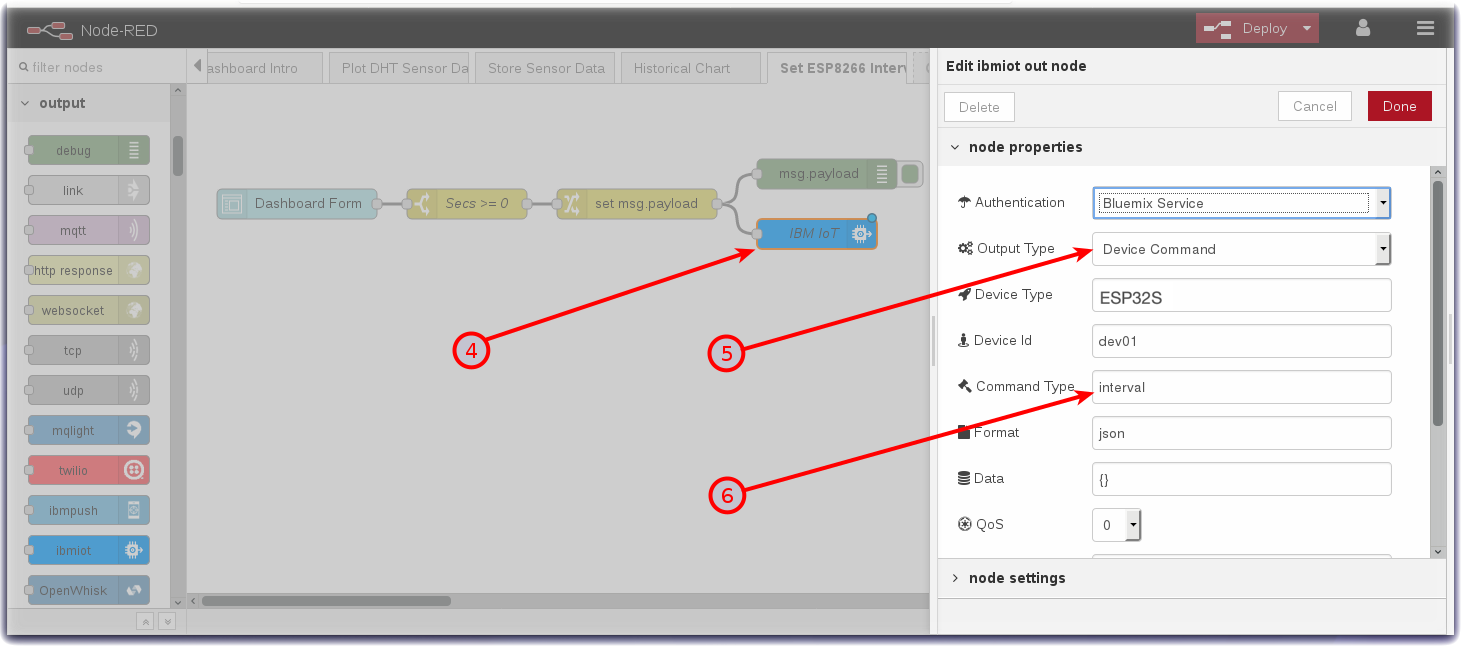 Node-RED
Deploy
filter nodes
ashboard Intro
Plot DHT Sensor Da
Store Sensor Data
Historical Chart
Set ESP8266 Interv
output
debug
link
mqtt
http response
websocket
tcp
udp
mqlight
twilio
ibmpush
ibmiot
OpenWhisk
Dashboard Form
Secs >= 0
set msg.payload
msg.payload
IBM IoT
4
5
6
Edit ibmiot out node
Delete
Cancel
Done
node properties
Authentication
Bluemix Service
Output Type
Device Command
Device Type
ESP32S
Device Id
dev01
Command Type
interval
Format
json
Data
{}
QoS
0
node settings